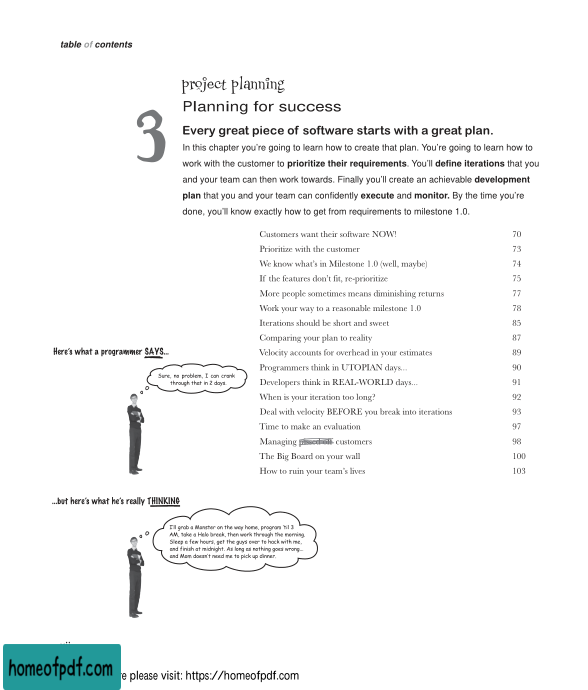 table of contents
project planning
3
Planning for success
Every great piece of software starts with a great plan.
In this chapter you're going to learn how to create that plan. You're going to learn how to
work with the customer to prioritize their requirements. You'll define iterations that you
and your team can then work towards. Finally you'll create an achievable development
plan that you and your team can confidently execute and monitor. By the time you're
done, you'll know exactly how to get from requirements to milestone 1.0.
Customers want their software NOW! 70
Prioritize with the customer 73
We know what's in Milestone 1.0 (well, maybe) 74
If the features don't fit, re-prioritize 75
More people sometimes means diminishing returns 77
Work your way to a reasonable milestone 1.0 78
Iterations should be short and sweet 85
Comparing your plan to reality 87
Velocity accounts for overhead in your estimates 89
Programmers think in UTOPIAN days... 90
Developers think in REAL-WORLD days... 91
When is your iteration too long? 92
Deal with velocity BEFORE you break into iterations 93
Time to make an evaluation 97
Managing customers 98
The Big Board on your wall 100
How to ruin your team's lives 103
Here's what a programmer SAYS...
Sure, no problem, I can crank
through that in 2 days.
...but here's what he's really THINKING
I'll grab a Monster on the way home, program 'til 3
AM, take a Halo break, then work through the morning.
Sleep a few hours, get the guys over to hack with me,
and finish at midnight. As long as nothing goes wrong...
and Mom doesn't need me to pick up dinner.
homeofpdf.com
please visit: https://homeofpdf.com